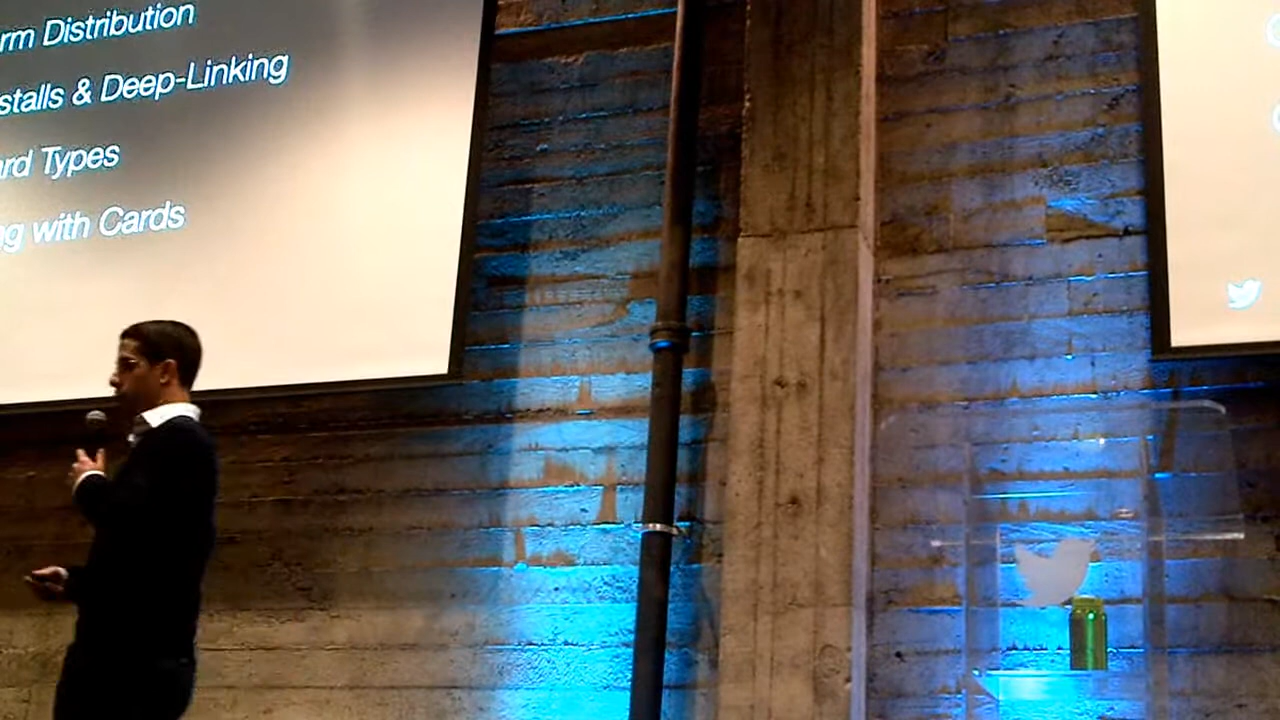 rm Distribution
stalls & Deep-Linking
ard Types
ng with Cards